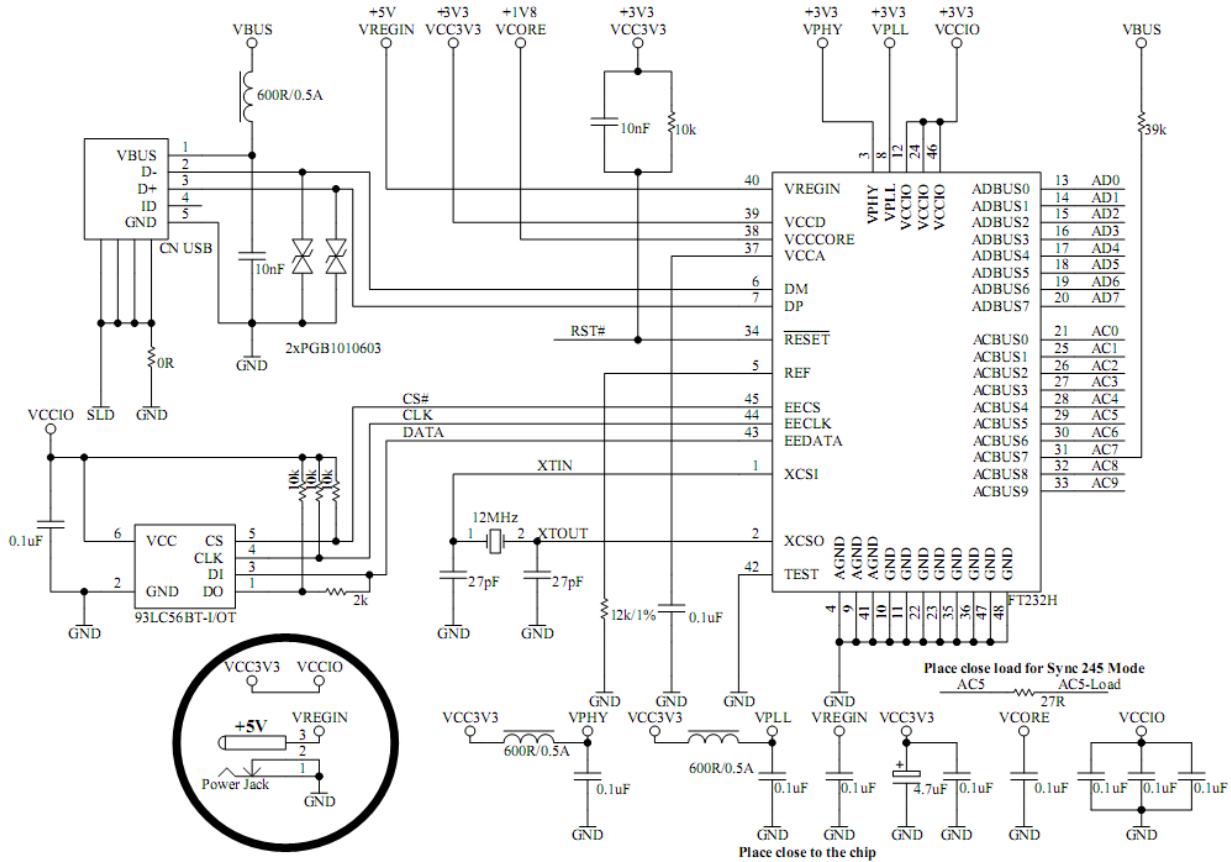 +5V +3V3 +1V8 +3V3 +3V3 +3V3 +3V3
VBUS VREGIN VCC3V3 VCORE VCC3V3 VPHY VPLL VCCIO VBUS
600R/0.5A
10nF 10k
39k
3 8 12 24 46
VPHY VPLL VCCIO VCCIO VCCIO
VBUS 1
D- 2
D+ 3
ID 4
GND 5
CN USB
10nF
2xPGB1010603
GND
0R
SLD GND
40 VREGIN
39 VCCD
38 VCCCORE
37 VCCA
6 DM
7 DP
RST# 34 RESET
5 REF
CS# 45 EECS
CLK 44 EECLK
DATA 43 EEDATA
XTIN 1 XCSI
XTOUT 2 XCSO
42 TEST
ADBUS0 13 AD0
ADBUS1 14 AD1
ADBUS2 15 AD2
ADBUS3 16 AD3
ADBUS4 17 AD4
ADBUS5 18 AD5
ADBUS6 19 AD6
ADBUS7 20 AD7
ACBUS0 21 AC0
ACBUS1 25 AC1
ACBUS2 26 AC2
ACBUS3 27 AC3
ACBUS4 28 AC4
ACBUS5 29 AC5
ACBUS6 30 AC6
ACBUS7 31 AC7
ACBUS8 32 AC8
ACBUS9 33 AC9
AGND AGND AGND GND GND GND GND GND GND GND GND
4 9 41 10 11 22 23 35 36 47 48
FT232H
GND
VCCIO
0.1uF
10k 10k 10k
6 VCC CS 5
CLK 4
DI 3
2 GND DO 1
93LC56BT-I/OT
2k
GND
12MHz
1 2
27pF 27pF
GND GND
12k/1% 0.1uF
GND GND GND
VCC3V3 VCCIO
+5V
VREGIN
3
2
1
Power Jack
GND
Place close load for Sync 245 Mode
AC5 AC5-Load
27R
VCC3V3 VPHY VCC3V3 VPLL VREGIN VCC3V3 VCORE VCCIO
600R/0.5A 600R/0.5A
0.1uF 0.1uF 0.1uF + 4.7uF 0.1uF 0.1uF 0.1uF 0.1uF 0.1uF
GND GND GND GND GND GND GND
Place close to the chip